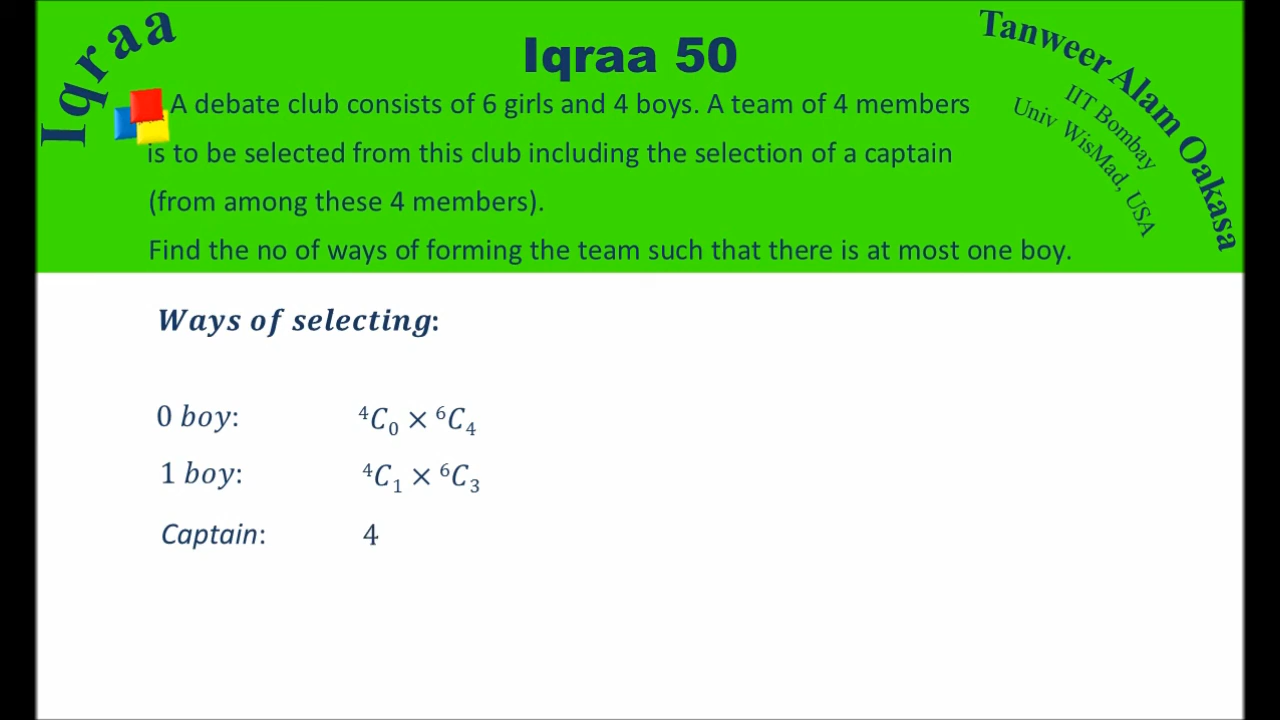 Iqraa
Iqraa 50
Tanweer Alam Oakasa
IIT Bombay
Univ WisMad, USA
A debate club consists of 6 girls and 4 boys. A team of 4 members
is to be selected from this club including the selection of a captain
(from among these 4 members).
Find the no of ways of forming the team such that there is at most one boy.
Ways of selecting:
0 boy: ⁴C₀ × ⁶C₄
1 boy: ⁴C₁ × ⁶C₃
Captain: 4